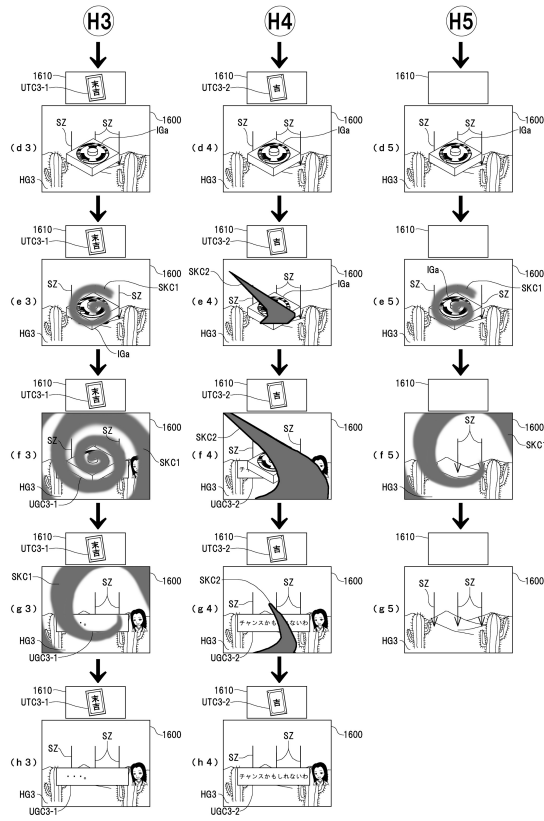 H3 H4 H5
1610 1610 1610
UTC3-1 末吉 UTC3-2 吉
1600 1600 1600
(d3) SZ SZ IGa HG3
(d4) SZ SZ IGa HG3
(d5) SZ SZ IGa HG3
1610 1610 1610
UTC3-1 末吉 UTC3-2 吉
1600 1600 1600
(e3) SZ SKC1 SZ HG3 IGa
(e4) SKC2 SZ SZ IGa HG3
(e5) IGa SZ SKC1 SZ HG3
1610 1610 1610
UTC3-1 末吉 UTC3-2 吉
1600 1600 1600
(f3) SZ SZ SKC1 HG3 UGC3-1
(f4) SKC2 SZ HG3 UGC3-2
(f5) SZ SKC1 HG3
1610 1610 1610
UTC3-1 末吉 UTC3-2 吉
1600 1600 1600
(g3) SKC1 SZ ・・。 HG3 UGC3-1
(g4) SKC2 SZ SZ チャンスかもしれないわ HG3 UGC3-2
(g5) SZ SZ HG3
1610 1610
UTC3-1 末吉 UTC3-2 吉
1600 1600
(h3) SZ SZ ・・・。 HG3 UGC3-1
(h4) SZ SZ チャンスかもしれないわ HG3 UGC3-2